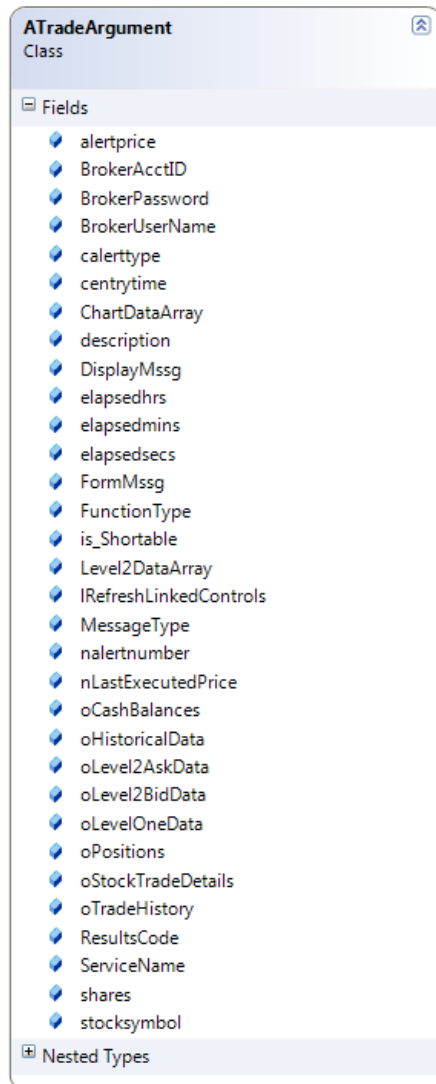 ATradeArgument
Class
Fields
alertprice
BrokerAcctID
BrokerPassword
BrokerUserName
calerttype
centrytime
ChartDataArray
description
DisplayMssg
elapsedhrs
elapsedmins
elapsedsecs
FormMssg
FunctionType
is_Shortable
Level2DataArray
lRefreshLinkedControls
MessageType
nalertnumber
nLastExecutedPrice
oCashBalances
oHistoricalData
oLevel2AskData
oLevel2BidData
oLevelOneData
oPositions
oStockTradeDetails
oTradeHistory
ResultsCode
ServiceName
shares
stocksymbol
Nested Types